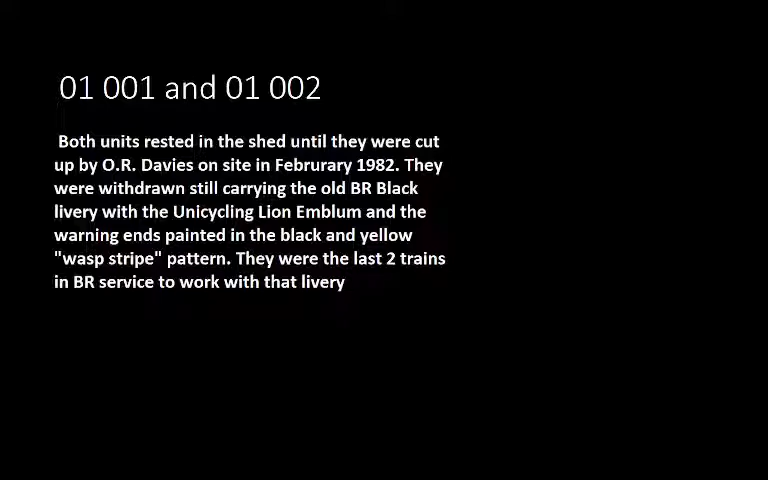 01 001 and 01 002
Both units rested in the shed until they were cut
up by O.R. Davies on site in Februrary 1982. They
were withdrawn still carrying the old BR Black
livery with the Unicycling Lion Emblum and the
warning ends painted in the black and yellow
"wasp stripe" pattern. They were the last 2 trains
in BR service to work with that livery